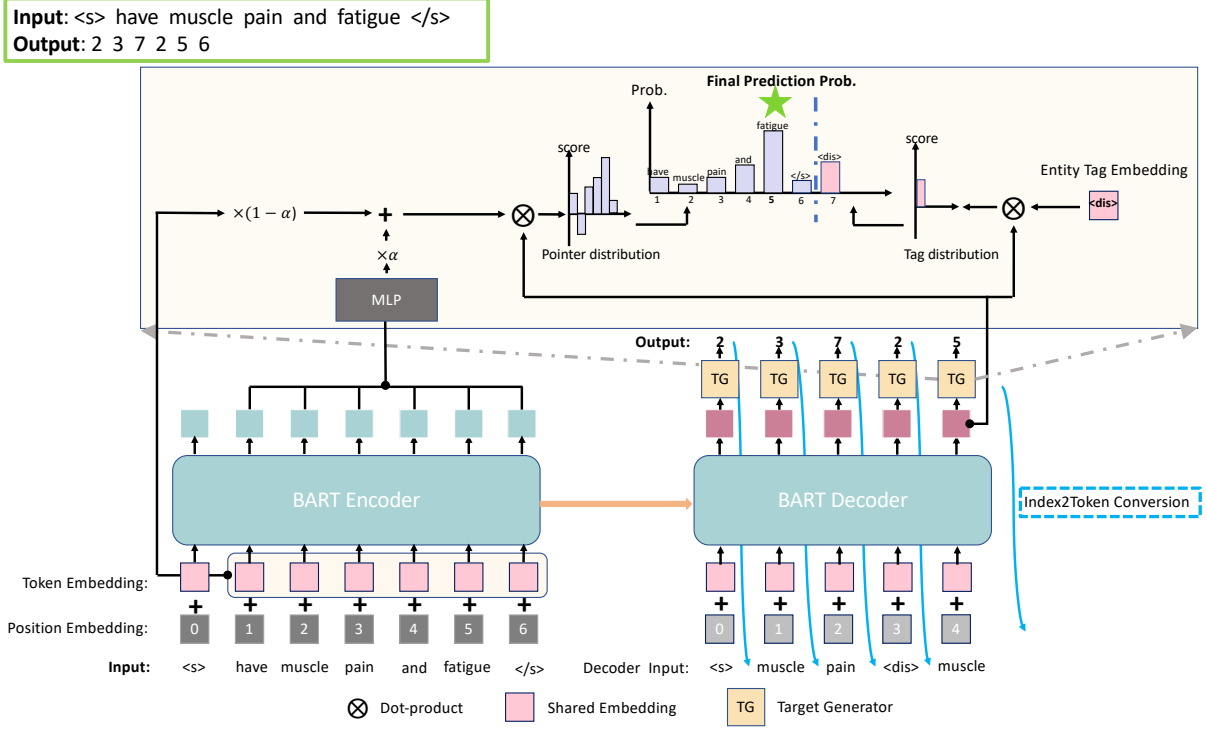 Input: <s> have muscle pain and fatigue </s>
Output: 2 3 7 2 5 6
Final Prediction Prob.
Prob.
fatigue
score
have muscle pain and </s> <dis>
1 2 3 4 5 6 7
score
Entity Tag Embedding
<dis>
×(1 − α)
+
×α
Pointer distribution
Tag distribution
MLP
Output: 2 3 7 2 5
TG TG TG TG TG
BART Encoder
BART Decoder
Index2Token Conversion
Token Embedding:
+ + + + + + +
+ + + + +
Position Embedding: 0 1 2 3 4 5 6
0 1 2 3 4
Input: <s> have muscle pain and fatigue </s>
Decoder Input: <s> muscle pain <dis> muscle
Dot-product
Shared Embedding
TG Target Generator